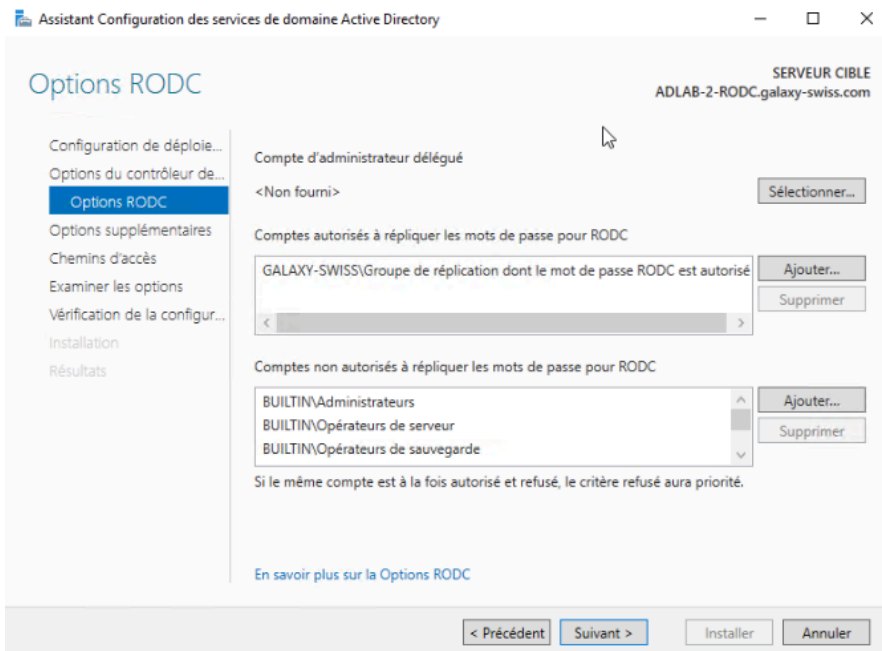 Assistant Configuration des services de domaine Active Directory
Options RODC
SERVEUR CIBLE
ADLAB-2-RODC.galaxy-swiss.com
Configuration de déploie...
Options du contrôleur de...
Options RODC
Options supplémentaires
Chemins d'accès
Examiner les options
Vérification de la configur...
Installation
Résultats
Compte d'administrateur délégué
<Non fourni>
Sélectionner...
Comptes autorisés à répliquer les mots de passe pour RODC
GALAXY-SWISS\Groupe de réplication dont le mot de passe RODC est autorisé
Ajouter...
Supprimer
Comptes non autorisés à répliquer les mots de passe pour RODC
BUILTIN\Administrateurs
BUILTIN\Opérateurs de serveur
BUILTIN\Opérateurs de sauvegarde
Ajouter...
Supprimer
Si le même compte est à la fois autorisé et refusé, le critère refusé aura priorité.
En savoir plus sur la Options RODC
< Précédent
Suivant >
Installer
Annuler